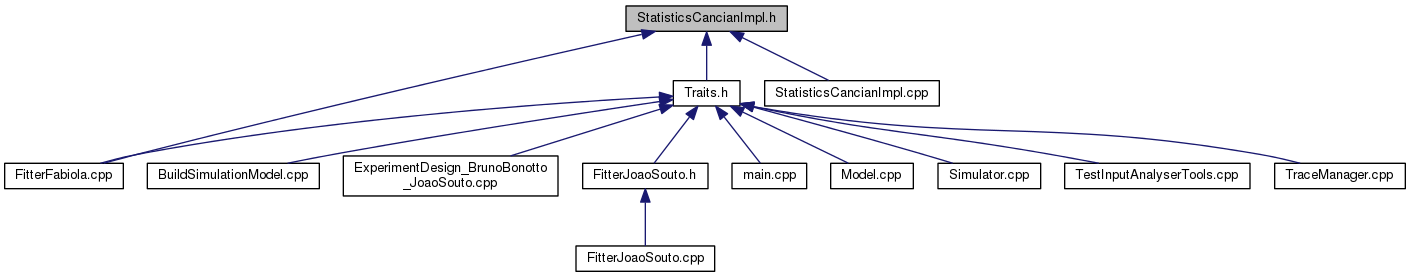 StatisticsCancianImpl.h
Traits.h
StatisticsCancianImpl.cpp
FitterFabiola.cpp
BuildSimulationModel.cpp
ExperimentDesign_BrunoBonotto
_JoaoSouto.cpp
FitterJoaoSouto.h
main.cpp
Model.cpp
Simulator.cpp
TestInputAnalyserTools.cpp
TraceManager.cpp
FitterJoaoSouto.cpp